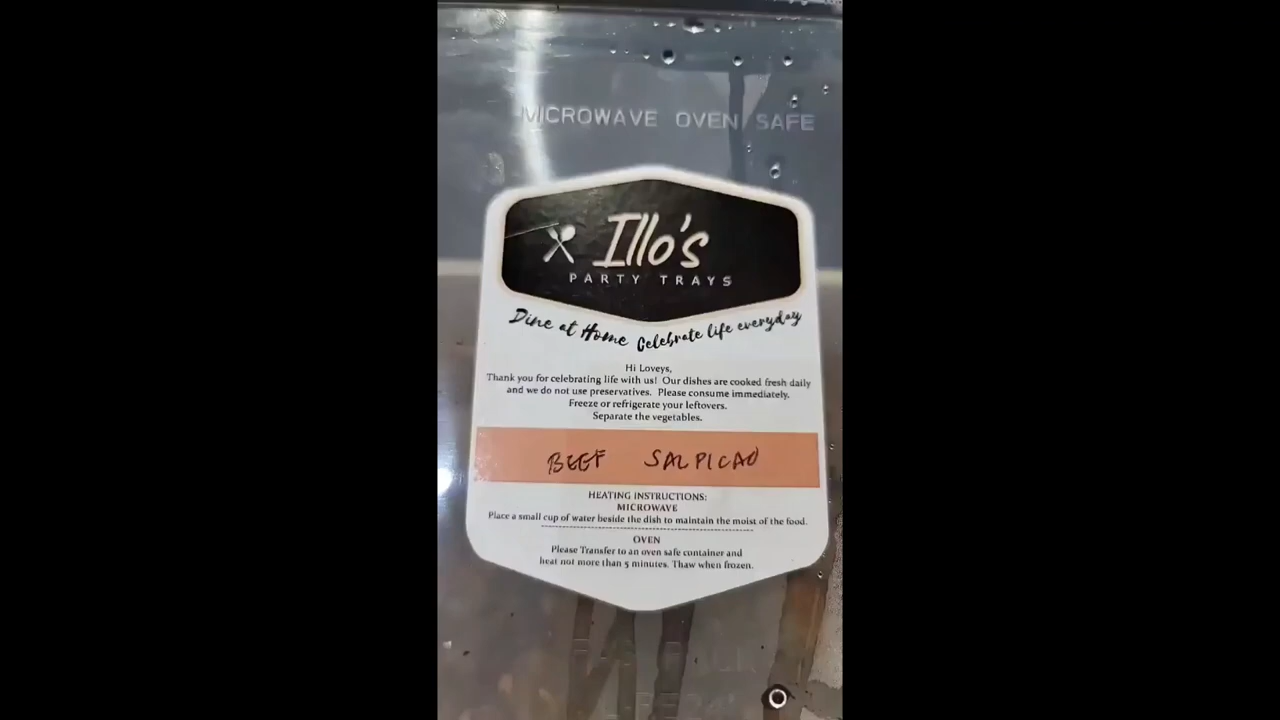 MICROWAVE OVEN SAFE
Illo's
PARTY TRAYS
Dine at Home Celebrate life everyday
Hi Loveys,
Thank you for celebrating life with us! Our dishes are cooked fresh daily
and we do not use preservatives. Please consume immediately.
Freeze or refrigerate your leftovers.
Separate the vegetables.
BEEF SALPICAO
HEATING INSTRUCTIONS:
MICROWAVE
Place a small cup of water beside the dish to maintain the moist of the food.
OVEN
Please Transfer to an oven safe container and
heat not more than 5 minutes. Thaw when frozen.